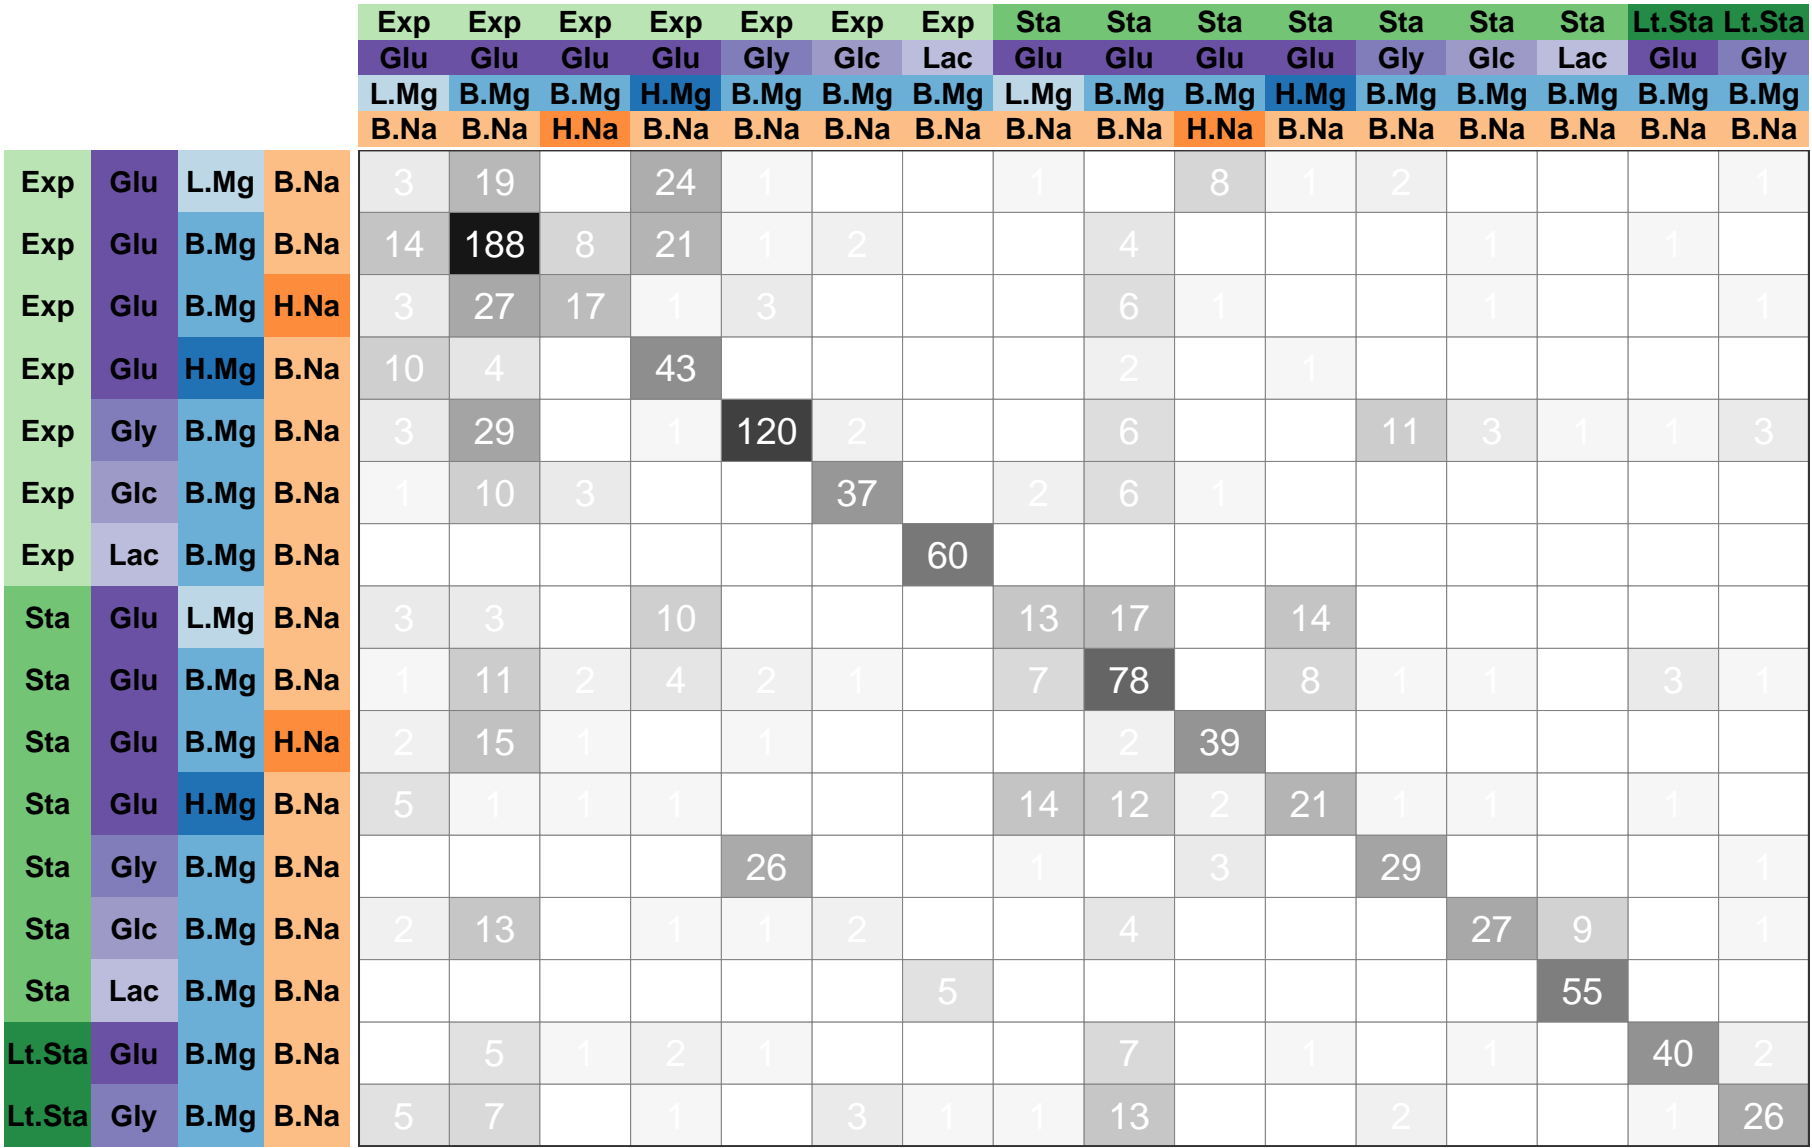 Exp Exp Exp Exp Exp Exp Exp Sta Sta Sta Sta Sta Sta Sta Lt.Sta Lt.Sta
Glu Glu Glu Glu Gly Glc Lac Glu Glu Glu Glu Gly Glc Lac Glu Gly
L.Mg B.Mg B.Mg H.Mg B.Mg B.Mg B.Mg L.Mg B.Mg B.Mg H.Mg B.Mg B.Mg B.Mg B.Mg B.Mg
B.Na B.Na H.Na B.Na B.Na B.Na B.Na B.Na B.Na H.Na B.Na B.Na B.Na B.Na B.Na B.Na
Exp Glu L.Mg B.Na 3 19 24 1 1 8 1 2 1
Exp Glu B.Mg B.Na 14 188 8 21 1 2 4 1 1
Exp Glu B.Mg H.Na 3 27 17 1 3 6 1 1 1
Exp Glu H.Mg B.Na 10 4 43 2 1
Exp Gly B.Mg B.Na 3 29 1 120 2 6 11 3 1 1 3
Exp Glc B.Mg B.Na 1 10 3 37 2 6 1
Exp Lac B.Mg B.Na 60
Sta Glu L.Mg B.Na 3 3 10 13 17 14
Sta Glu B.Mg B.Na 1 11 2 4 2 1 7 78 8 1 1 3 1
Sta Glu B.Mg H.Na 2 15 1 1 2 39
Sta Glu H.Mg B.Na 5 1 1 1 14 12 2 21 1 1 1
Sta Gly B.Mg B.Na 26 1 3 29 1
Sta Glc B.Mg B.Na 2 13 1 1 2 4 27 9 1
Sta Lac B.Mg B.Na 5 55
Lt.Sta Glu B.Mg B.Na 5 1 2 1 7 1 1 40 2
Lt.Sta Gly B.Mg B.Na 5 7 1 3 1 1 13 2 1 26